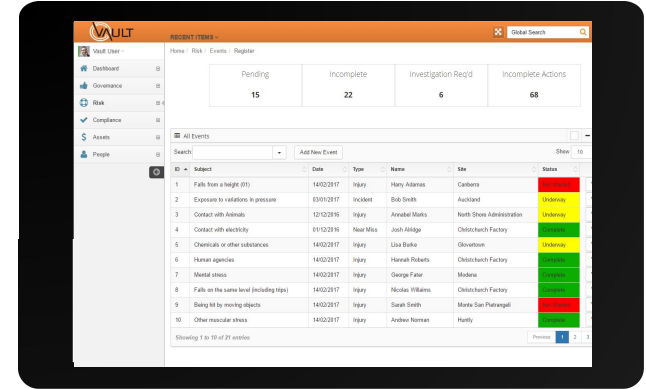 VAULT
RECENT ITEMS
Global Search
Vault User
Home / Risk / Events / Register
Dashboard
Governance
Risk
Compliance
Assets
People
Pending Incomplete Investigation Req'd Incomplete Actions
15 22 6 68
All Events
Search: Add New Event Show 10
ID Subject Date Type Name Site Status
1 Falls from a height (01) 14/02/2017 Injury Harry Adamas Canberra
2 Exposure to variations in pressure 03/01/2017 Incident Bob Smith Auckland Underway
3 Contact with Animals 12/12/2016 Injury Annabel Marks North Shore Administration Underway
4 Contact with electricity 01/12/2016 Near Miss Josh Alridge Christchurch Factory Complete
5 Chemicals or other substances 14/02/2017 Injury Lisa Burke Glovertown Underway
6 Human agencies 14/02/2017 Injury Hannah Roberts Christchurch Factory Complete
7 Mental stress 14/02/2017 Injury George Fater Modena Complete
8 Falls on the same level (including trips) 14/02/2017 Injury Nicolas Willaims Christchurch Factory Complete
9 Being hit by moving objects 14/02/2017 Injury Sarah Smith Monte San Pietrangeli
10 Other muscular stress 14/02/2017 Injury Andrew Norman Huntly Complete
Showing 1 to 10 of 21 entries Previous 1 2 3